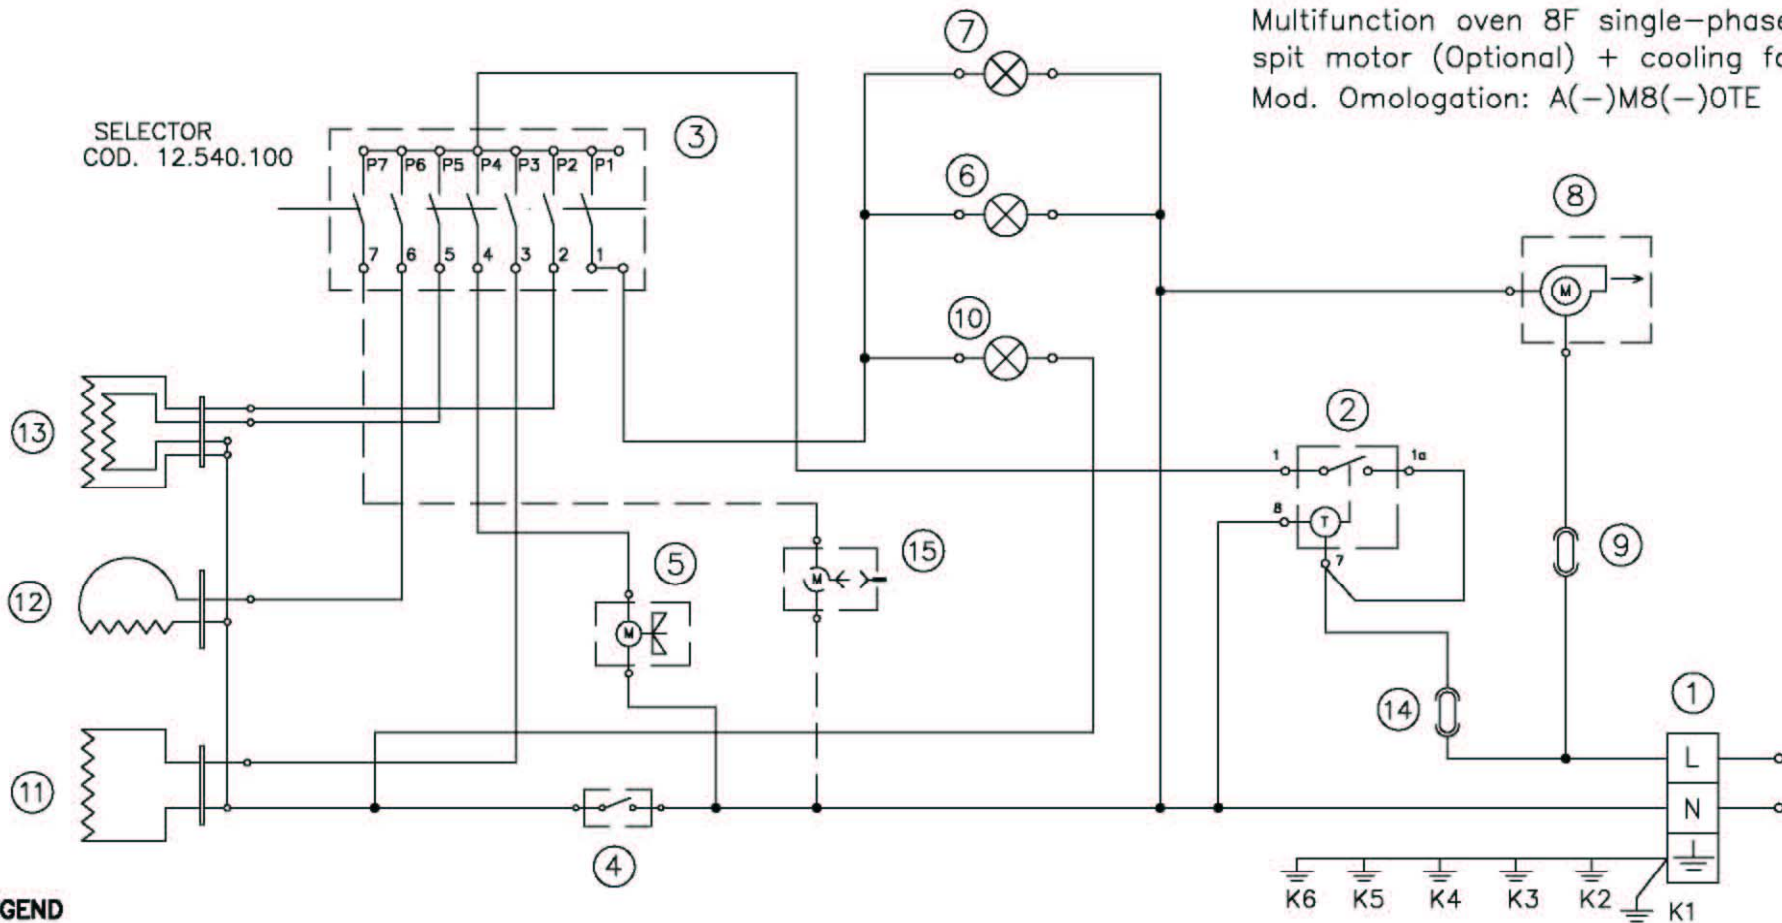 Multifunction oven 8F single-phase
spit motor (Optional) + cooling fa
Mod. Omologation: A(-)M8(-)OTE
SELECTOR
COD. 12.540.100
3
P7 P6 P5 P4 P3 P2 P1
7 6 5 4 3 2 1
7
6
10
8
M
13
2
1 1a
8 T
7
9
12
5
M
15
M
14
1
11
4
L
N
K6 K5 K4 K3 K2 K1
GEND